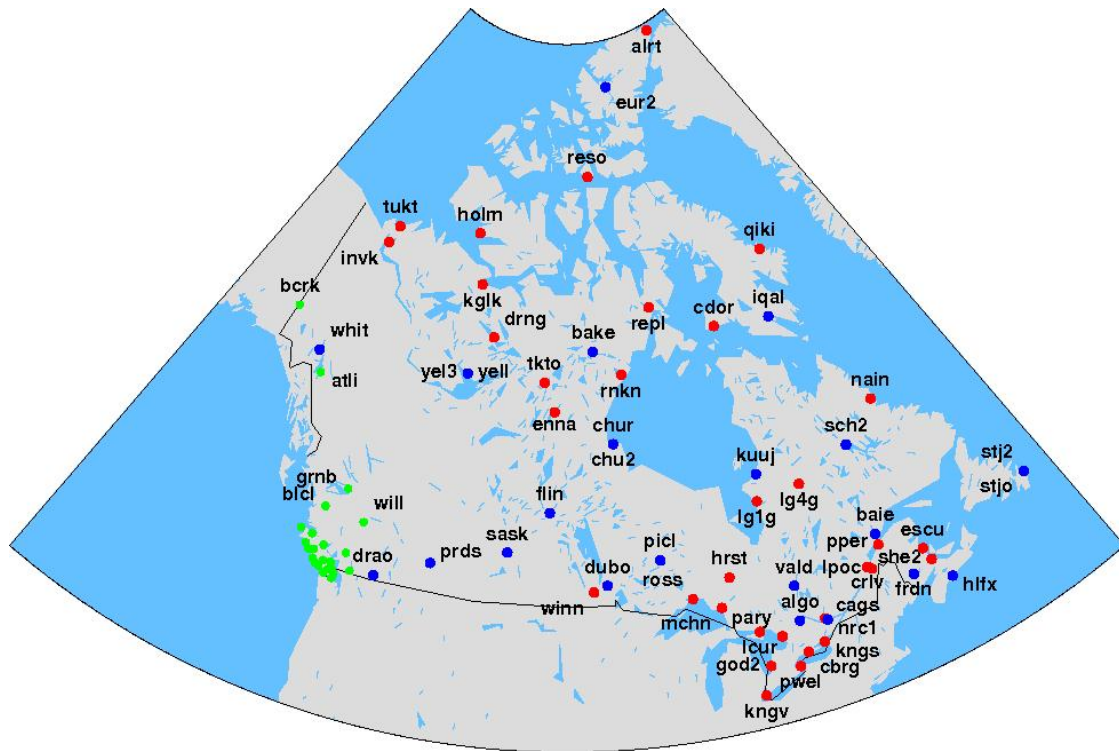 alrt
eur2
reso
tukt
holm
qiki
invk
bcrk
kglk
iqal
repl
cdor
drng
whit
bake
atli
yel3
yell
tkto
rnkn
nain
enna
chur
sch2
chu2
kuuj
stj2
grnb
lg4g
stjo
blcl
flin
will
lg1g
baie
escu
sask
pper
she2
drao
prds
picl
hrst
vald
lpoc
crlv
frdn
hlfx
dubo
ross
winn
algo
cags
mchn
pary
nrc1
lcur
kngs
god2
cbrg
pwel
kngv